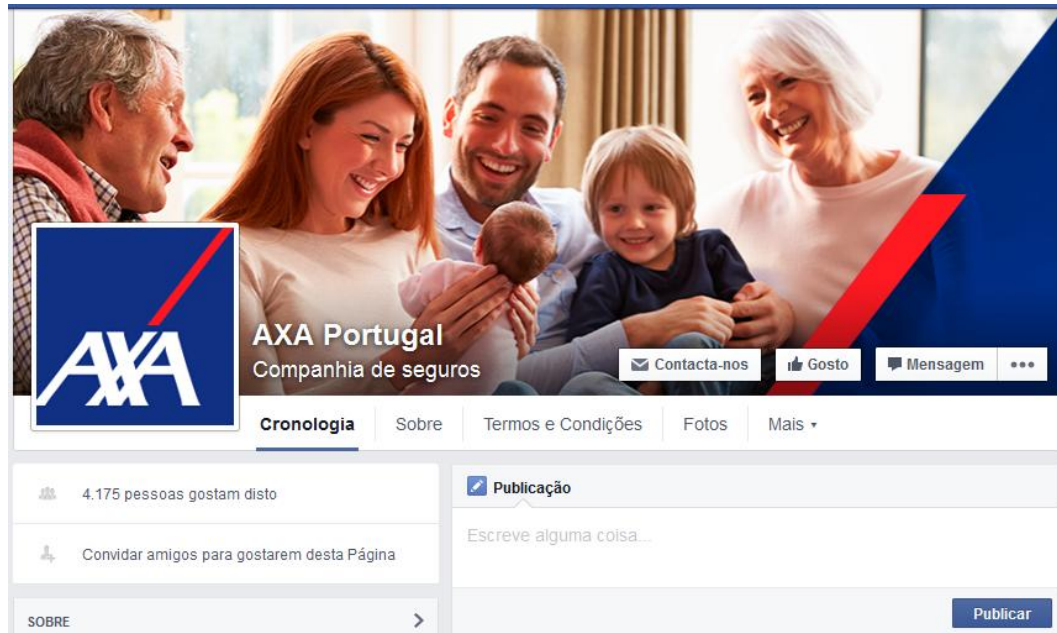 AXA
AXA Portugal
Companhia de seguros
Contacta-nos
Gosto
Mensagem
Cronologia
Sobre
Termos e Condições
Fotos
Mais
4.175 pessoas gostam disto
Convidar amigos para gostarem desta Página
SOBRE
Publicação
Escreve alguma coisa...
Publicar